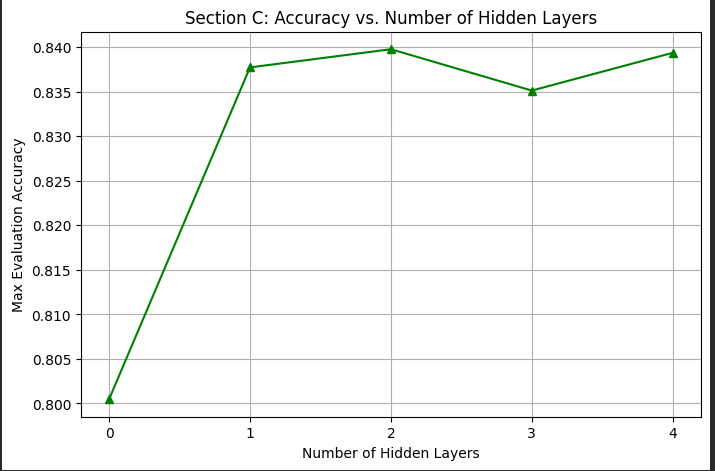 Section C: Accuracy vs. Number of Hidden Layers
Max Evaluation Accuracy
0.840
0.835
0.830
0.825
0.820
0.815
0.810
0.805
0.800
0 1 2 3 4
Number of Hidden Layers